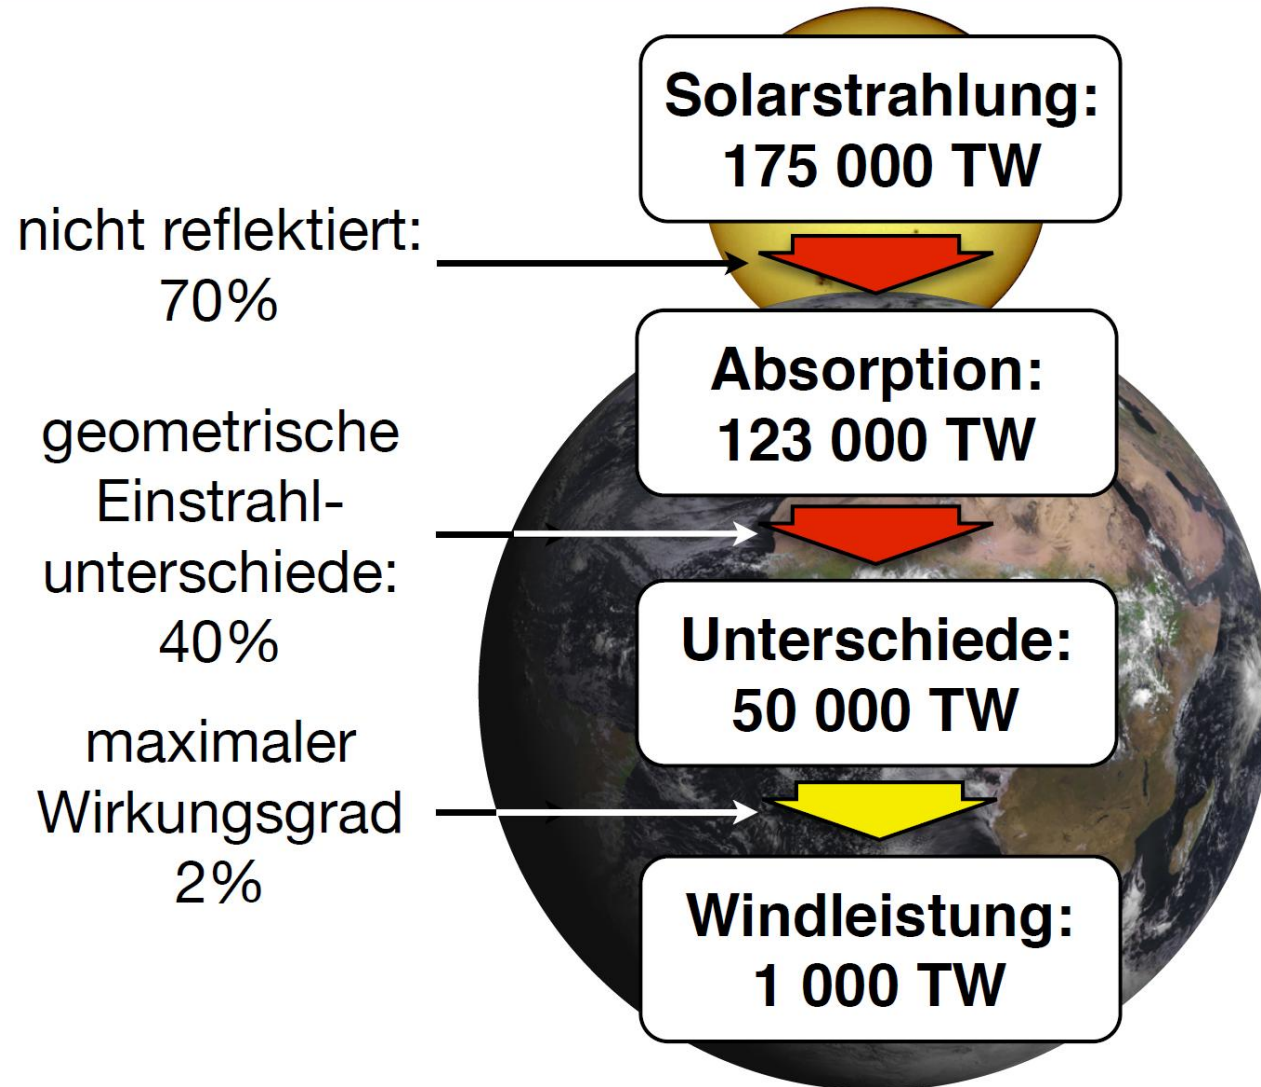 Solarstrahlung:
175 000 TW
nicht reflektiert:
70%
Absorption:
123 000 TW
geometrische
Einstrahl-
unterschiede:
40%
Unterschiede:
50 000 TW
maximaler
Wirkungsgrad
2%
Windleistung:
1 000 TW